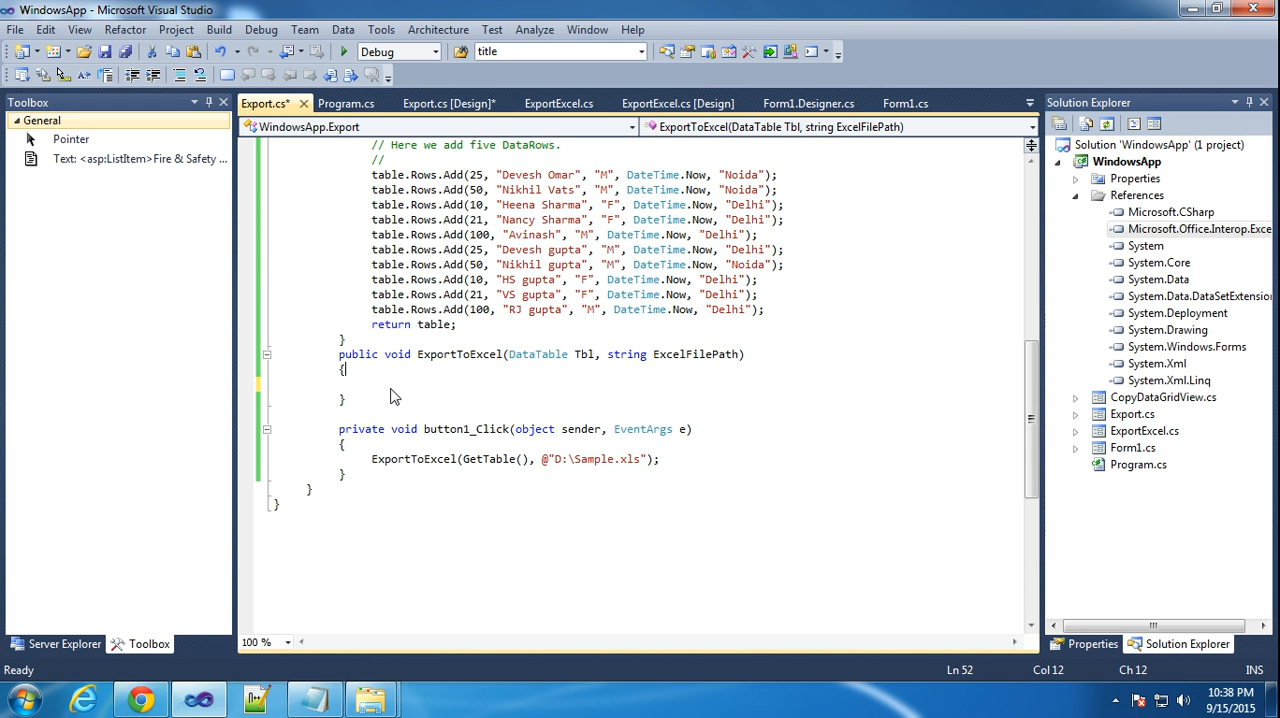 WindowsApp - Microsoft Visual Studio
File Edit View Refactor Project Build Debug Team Data Tools Architecture Test Analyze Window Help
Debug title
Toolbox
General
Pointer
Text: <asp:ListItem>Fire & Safety ...
Server Explorer Toolbox
Export.cs* Program.cs Export.cs [Design]* ExportExcel.cs ExportExcel.cs [Design] Form1.Designer.cs Form1.cs
WindowsApp.Export ExportToExcel(DataTable Tbl, string ExcelFilePath)
// Here we add five DataRows.
//
table.Rows.Add(25, "Devesh Omar", "M", DateTime.Now, "Noida");
table.Rows.Add(50, "Nikhil Vats", "M", DateTime.Now, "Noida");
table.Rows.Add(10, "Heena Sharma", "F", DateTime.Now, "Delhi");
table.Rows.Add(21, "Nancy Sharma", "F", DateTime.Now, "Delhi");
table.Rows.Add(100, "Avinash", "M", DateTime.Now, "Delhi");
table.Rows.Add(25, "Devesh gupta", "M", DateTime.Now, "Noida");
table.Rows.Add(50, "Nikhil gupta", "M", DateTime.Now, "Noida");
table.Rows.Add(10, "HS gupta", "F", DateTime.Now, "Delhi");
table.Rows.Add(21, "VS gupta", "F", DateTime.Now, "Delhi");
table.Rows.Add(100, "RJ gupta", "M", DateTime.Now, "Delhi");
return table;
}
public void ExportToExcel(DataTable Tbl, string ExcelFilePath)
{
}
private void button1_Click(object sender, EventArgs e)
{
ExportToExcel(GetTable(), @"D:\Sample.xls");
}
}
}
100 %
Solution Explorer
Solution 'WindowsApp' (1 project)
WindowsApp
Properties
References
Microsoft.CSharp
Microsoft.Office.Interop.Exce
System
System.Core
System.Data
System.Data.DataSetExtension
System.Deployment
System.Drawing
System.Windows.Forms
System.Xml
System.Xml.Linq
CopyDataGridView.cs
Export.cs
ExportExcel.cs
Form1.cs
Program.cs
Properties Solution Explorer
Ready Ln 52 Col 12 Ch 12 INS
10:38 PM
9/15/2015